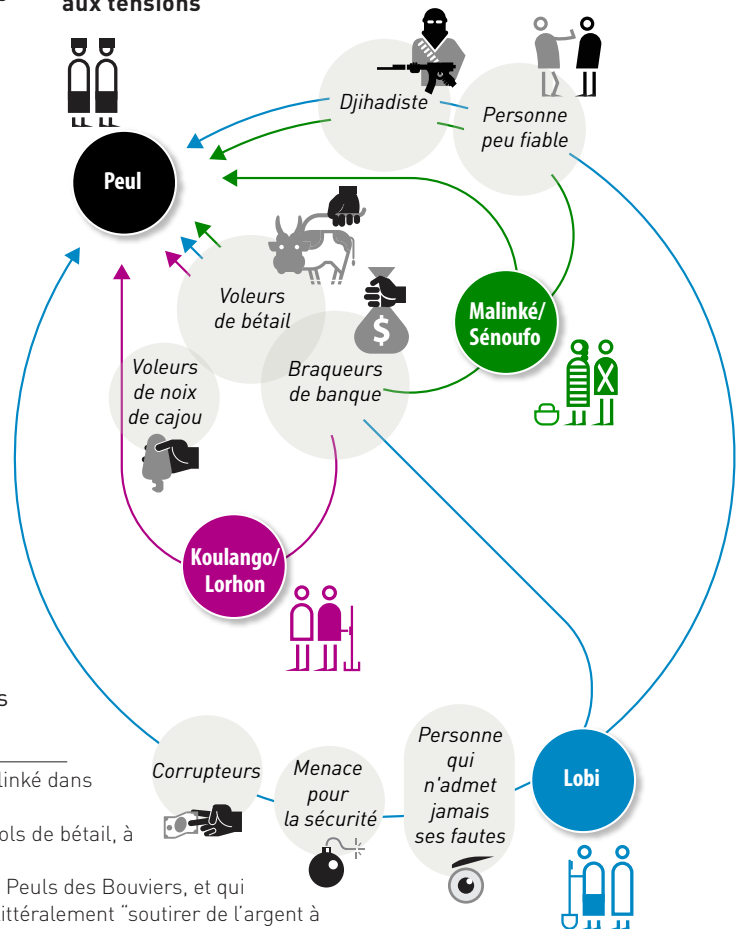 aux tensions
Djihadiste
Personne
peu fiable
Peul
Voleurs
de bétail
Malinké/
Sénoufo
$
Voleurs
de noix
de cajou
Braqueurs
de banque
Koulango/
Lorhon
s
Corrupteurs
Menace
pour
la sécurité
Personne
qui
n'admet
jamais
ses fautes
Lobi
linké dans
ols de bétail, à
Peuls des Bouviers, et qui
ittéralement “soutirer de l’argent à